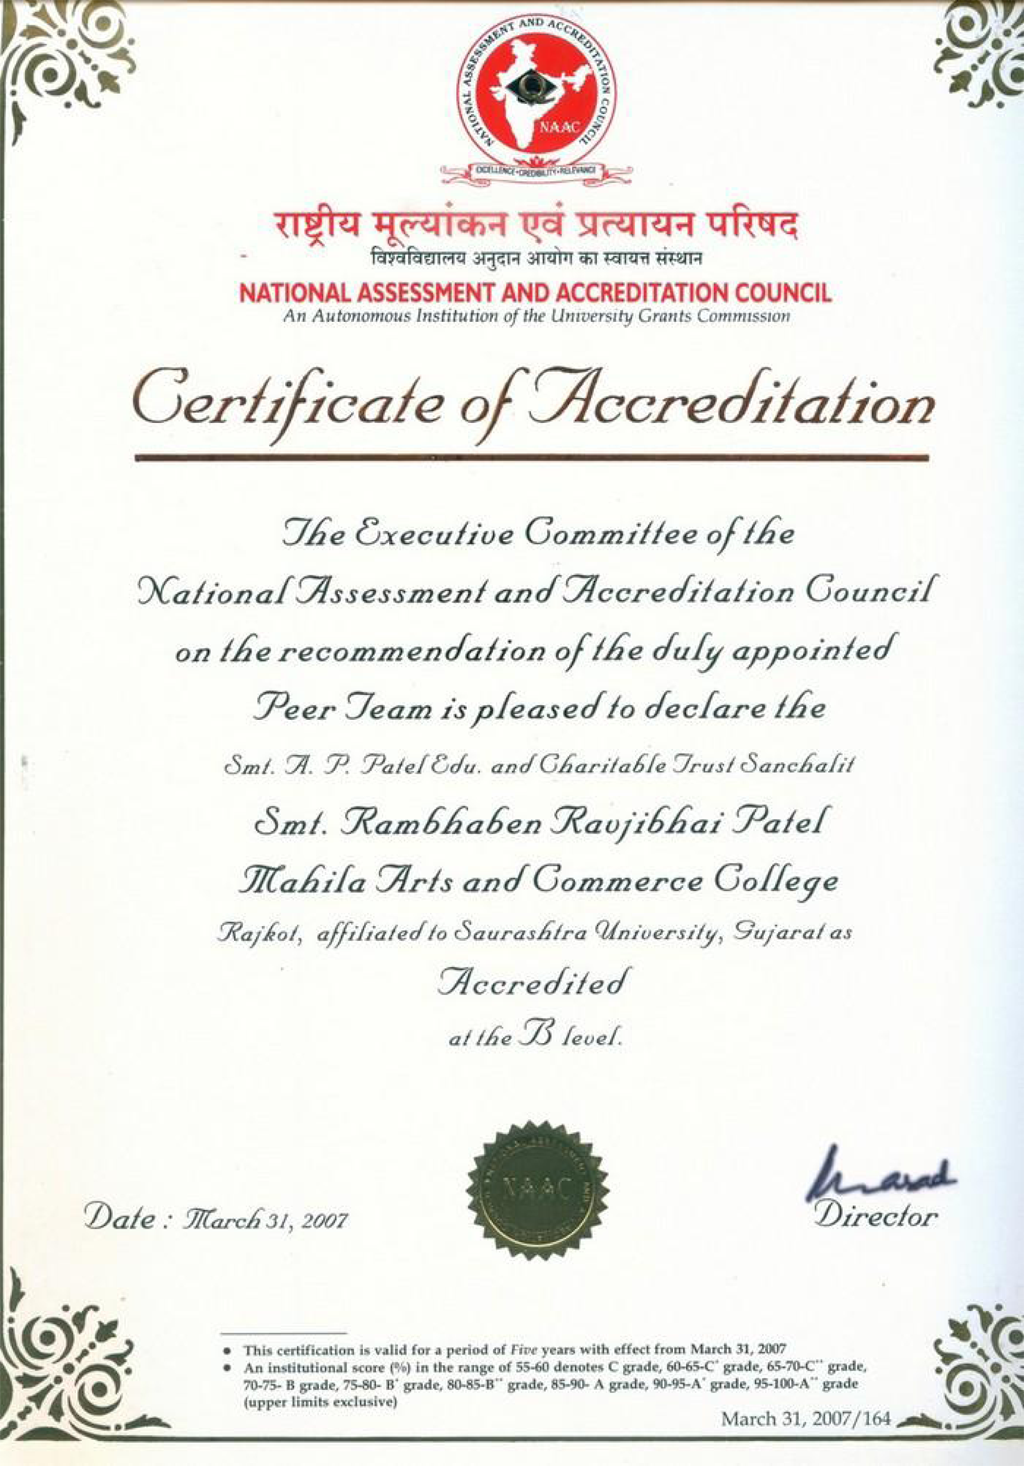 NATIONAL ASSESSMENT AND ACCREDITATION COUNCIL
NAAC
EXCELLENCE•CREDIBILITY•RELEVANCE
राष्ट्रीय मूल्यांकन एवं प्रत्यायन परिषद
विश्वविद्यालय अनुदान आयोग का स्वायत्त संस्थान
NATIONAL ASSESSMENT AND ACCREDITATION COUNCIL
An Autonomous Institution of the University Grants Commission
Certificate of Accreditation
The Executive Committee of the
National Assessment and Accreditation Council
on the recommendation of the duly appointed
Peer Team is pleased to declare the
Smt. A. P. Patel Edu. and Charitable Trust Sanchalit
Smt. Rambhaben Ravjibhai Patel
Mahila Arts and Commerce College
Rajkot, affiliated to Saurashtra University, Gujarat as
Accredited
at the B level.
NAAC
Date : March 31, 2007
Director
• This certification is valid for a period of Five years with effect from March 31, 2007
• An institutional score (%) in the range of 55-60 denotes C grade, 60-65-C⁺ grade, 65-70-C⁺⁺ grade,
70-75- B grade, 75-80- B⁺ grade, 80-85-B⁺⁺ grade, 85-90- A grade, 90-95-A⁺ grade, 95-100-A⁺⁺ grade
(upper limits exclusive)
March 31, 2007/164